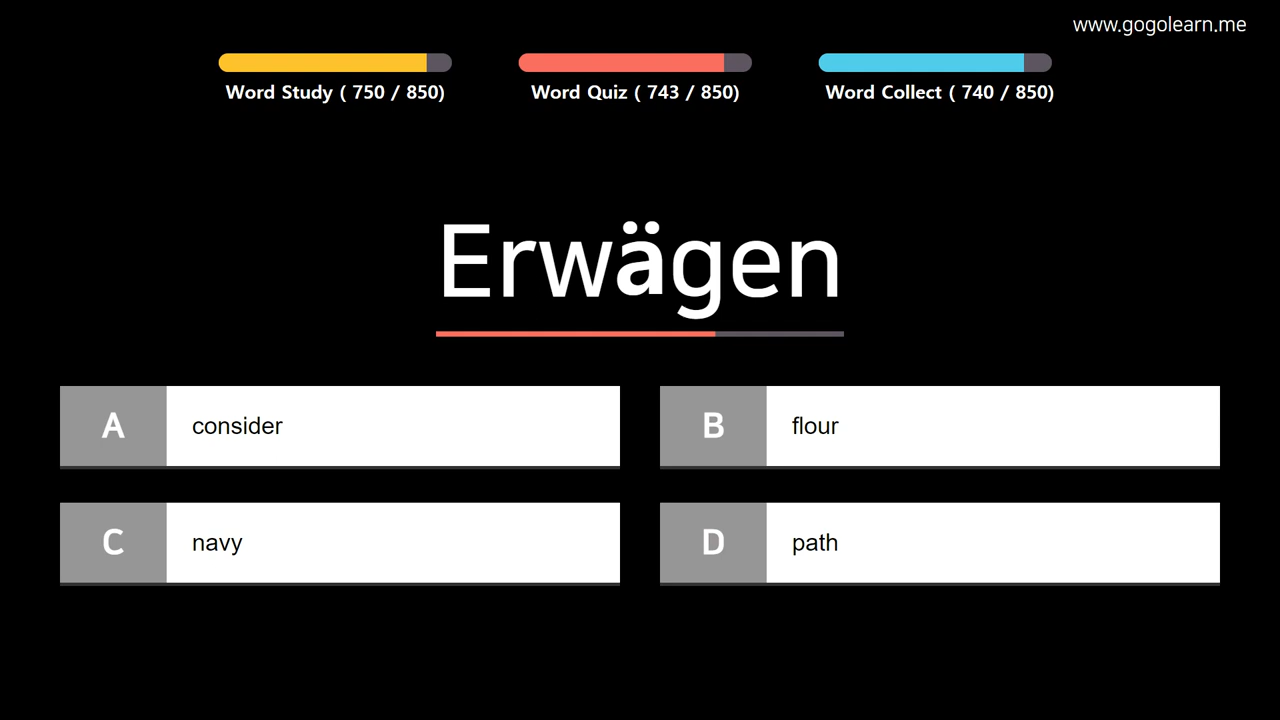 www.gogolearn.me
Word Study ( 750 / 850)
Word Quiz ( 743 / 850)
Word Collect ( 740 / 850)
Erwägen
A consider
B flour
C navy
D path